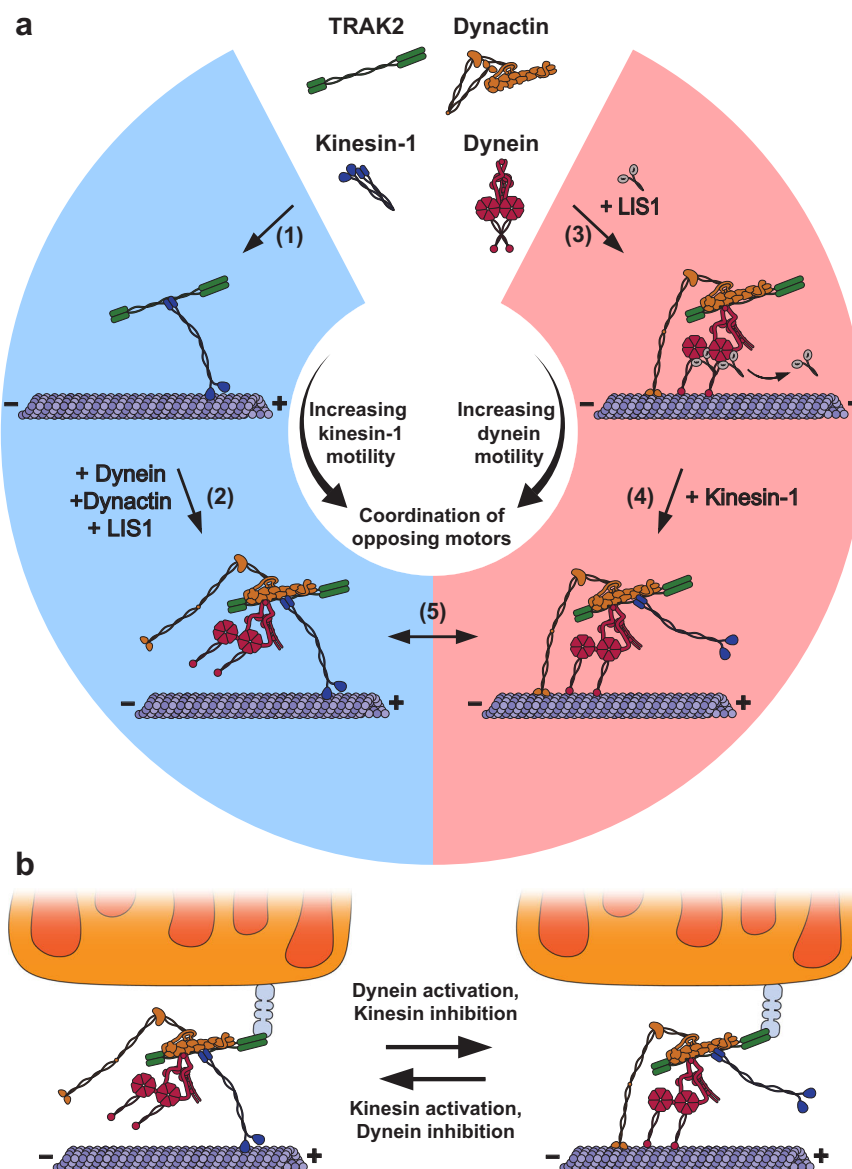 a
TRAK2
Dynactin
Kinesin-1
Dynein
+ LIS1
(1)
(3)
-
+
-
Increasing
kinesin-1
motility
Increasing
dynein
motility
+ Dynein
+Dynactin
+ LIS1
(2)
(4)
+ Kinesin-1
Coordination of
opposing motors
(5)
-
+
-
+
b
Dynein activation,
Kinesin inhibition
Kinesin activation,
Dynein inhibition
-
+
-
+